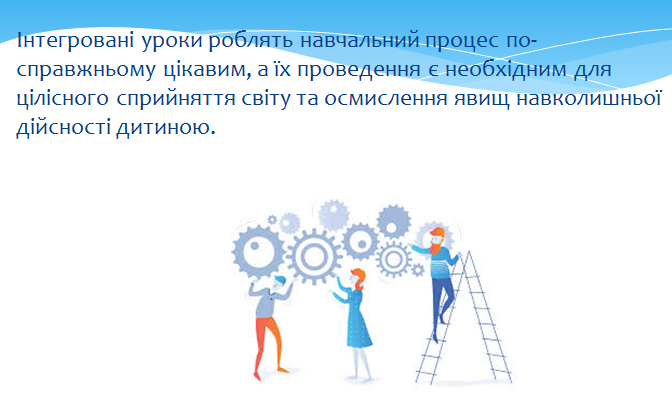 Інтегровані уроки роблять навчальний процес по-
справжньому цікавим, а їх проведення є необхідним для
цілісного сприйняття світу та осмислення явищ навколишньої
дійсності дитиною.